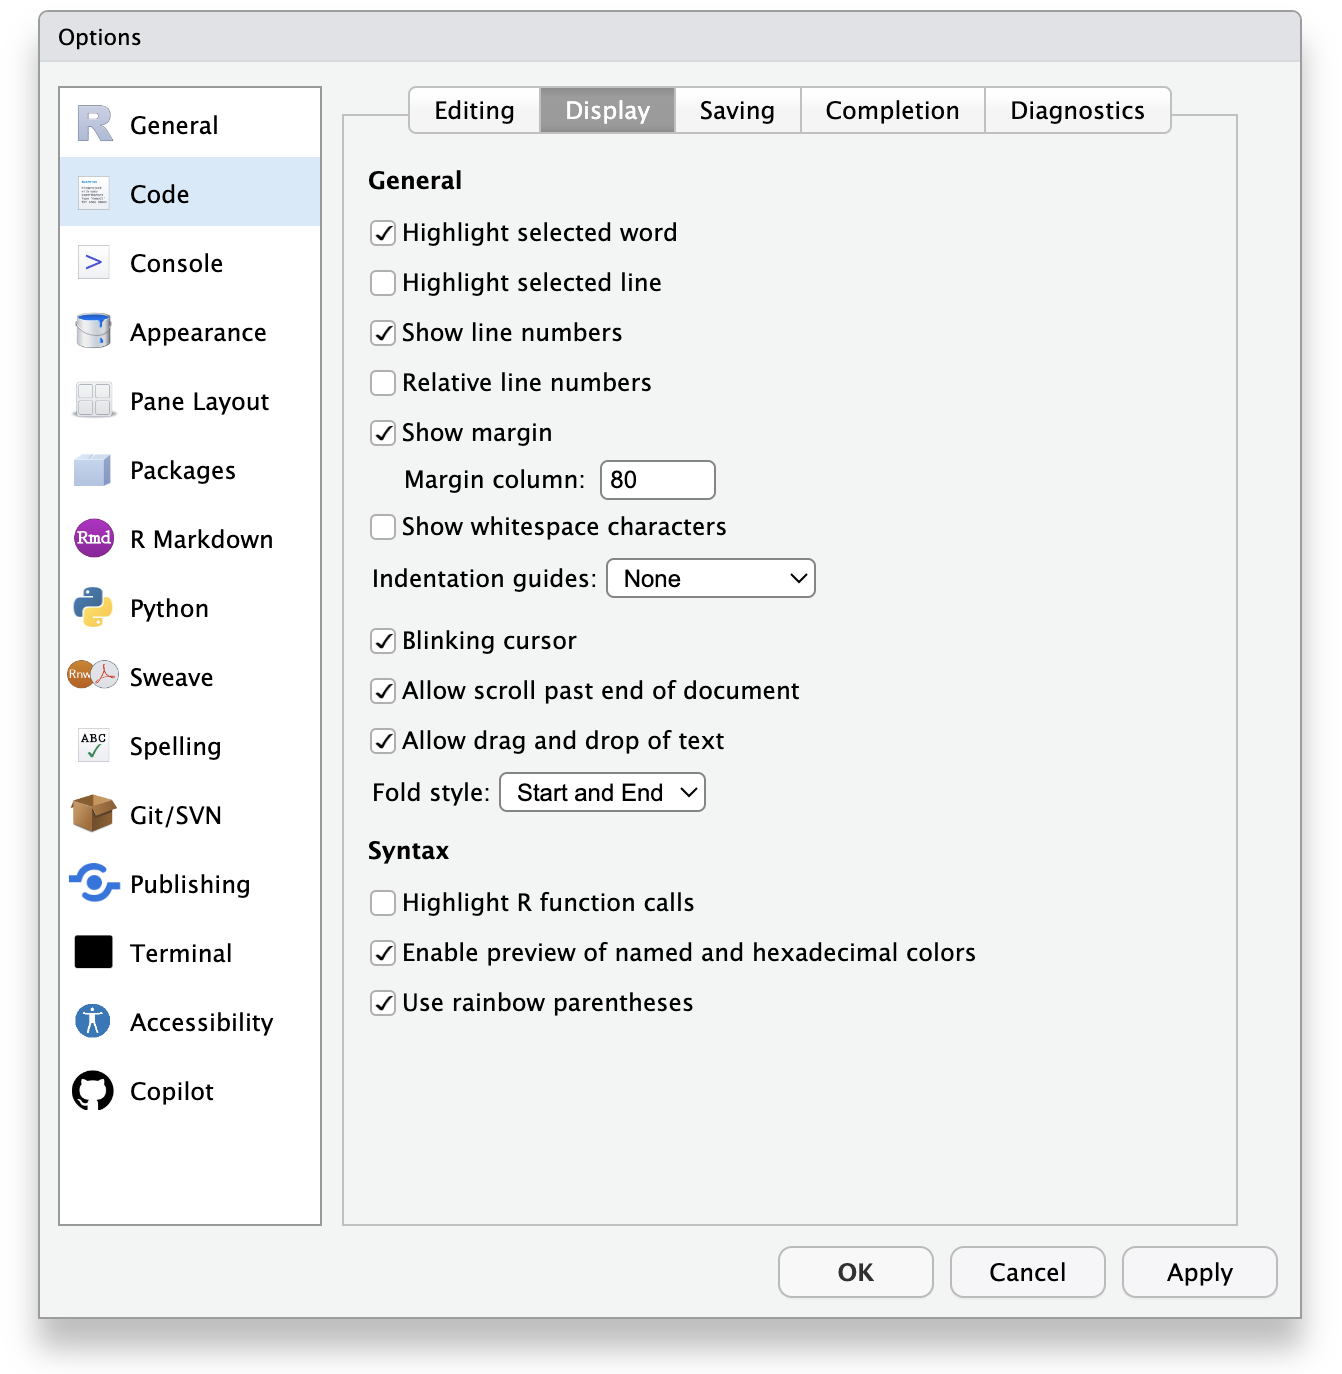 Options
General
Code
Console
Appearance
Pane Layout
Packages
Rmd R Markdown
Python
Rnw Sweave
ABC Spelling
Git/SVN
Publishing
Terminal
Accessibility
Copilot
Editing Display Saving Completion Diagnostics
General
Highlight selected word
Highlight selected line
Show line numbers
Relative line numbers
Show margin
Margin column: 80
Show whitespace characters
Indentation guides: None
Blinking cursor
Allow scroll past end of document
Allow drag and drop of text
Fold style: Start and End
Syntax
Highlight R function calls
Enable preview of named and hexadecimal colors
Use rainbow parentheses
OK Cancel Apply